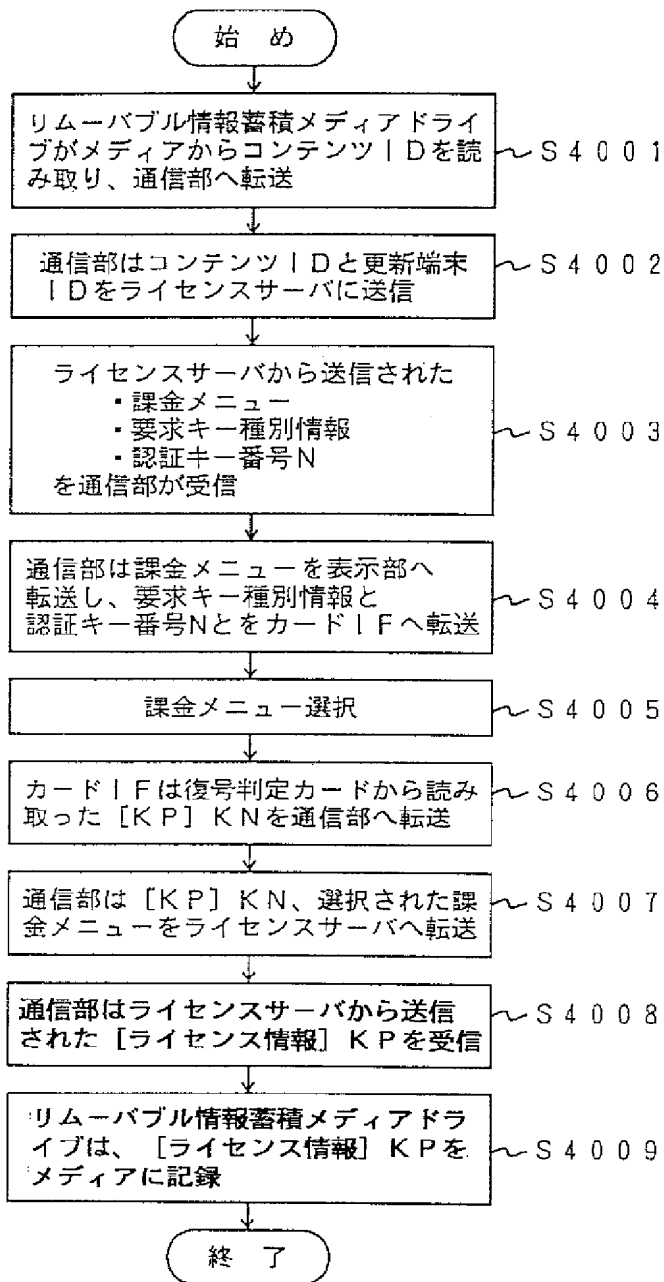 始 め
リムーバブル情報蓄積メディアドライ
ブがメディアからコンテンツＩＤを読
み取り、通信部へ転送
～Ｓ４００１
通信部はコンテンツＩＤと更新端末
ＩＤをライセンスサーバに送信
～Ｓ４００２
ライセンスサーバから送信された
・課金メニュー
・要求キー種別情報
・認証キー番号Ｎ
を通信部が受信
～Ｓ４００３
通信部は課金メニューを表示部へ
転送し、要求キー種別情報と
認証キー番号ＮとをカードＩＦへ転送
～Ｓ４００４
課金メニュー選択
～Ｓ４００５
カードＩＦは復号判定カードから読み
取った［ＫＰ］ＫＮを通信部へ転送
～Ｓ４００６
通信部は［ＫＰ］ＫＮ、選択された課
金メニューをライセンスサーバへ転送
～Ｓ４００７
通信部はライセンスサーバから送信
された［ライセンス情報］ＫＰを受信
～Ｓ４００８
リムーバブル情報蓄積メディアドラ
イブは、［ライセンス情報］ＫＰを
メディアに記録
～Ｓ４００９
終 了